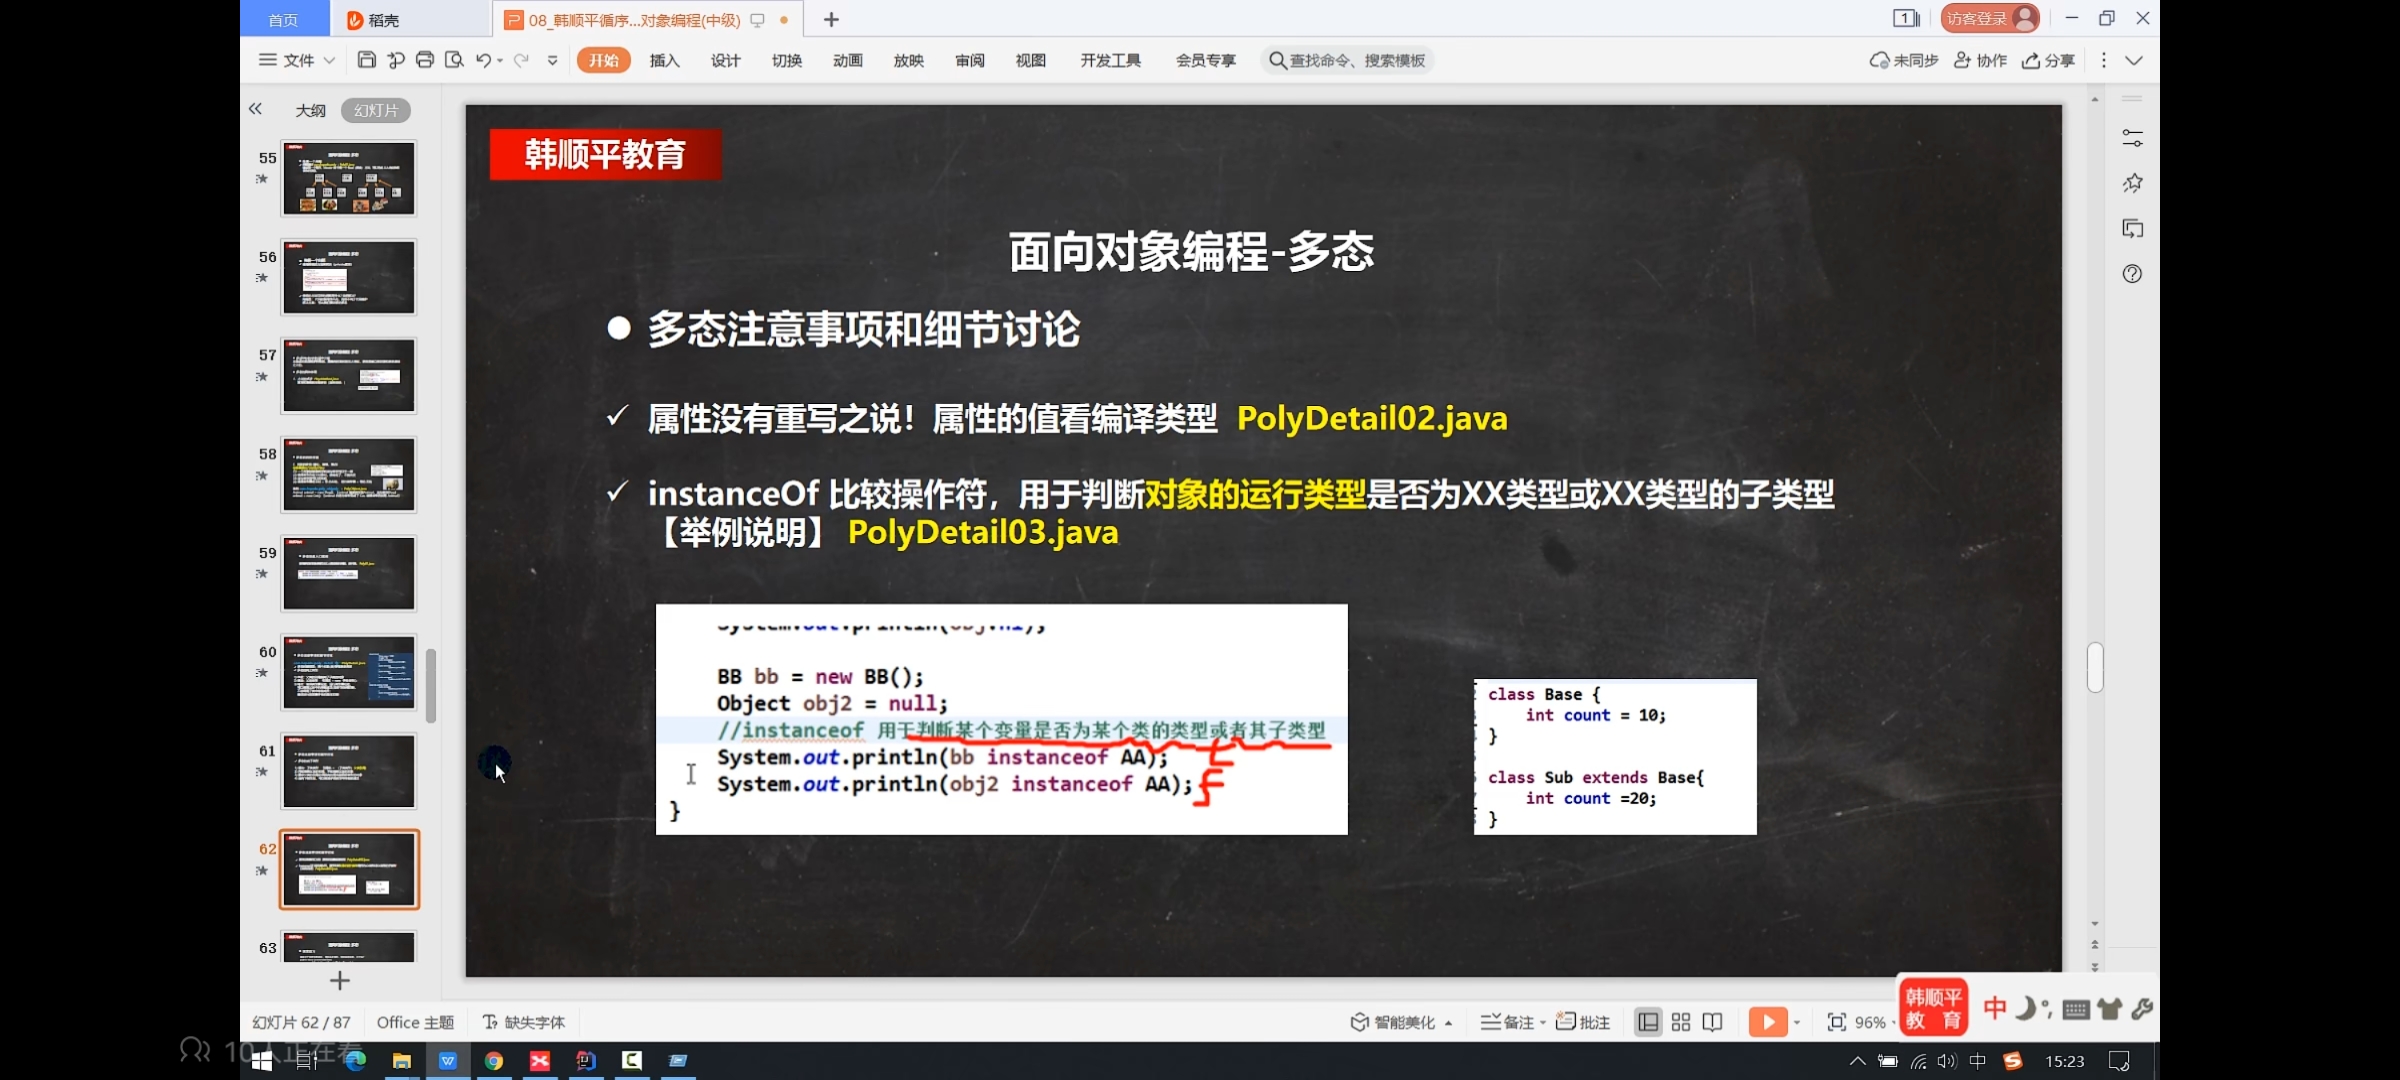 首页
稻壳
08_韩顺平循序...对象编程(中级)
1
访客登录
文件
开始
插入
设计
切换
动画
放映
审阅
视图
开发工具
会员专享
查找命令、搜索模板
未同步
协作
分享
大纲
幻灯片
55
56
57
58
59
60
61
62
63
韩顺平教育
面向对象编程-多态
多态注意事项和细节讨论
属性没有重写之说！属性的值看编译类型 PolyDetail02.java
instanceOf 比较操作符，用于判断对象的运行类型是否为XX类型或XX类型的子类型
【举例说明】 PolyDetail03.java
BB bb = new BB();
Object obj2 = null;
//instanceof 用于判断某个变量是否为某个类的类型或者其子类型
System.out.println(bb instanceof AA);
System.out.println(obj2 instanceof AA);
}
class Base {
int count = 10;
}
class Sub extends Base{
int count =20;
}
幻灯片 62 / 87
Office 主题
缺失字体
智能美化
备注
批注
96%
韩顺平
教 育
中
10人正在看
中
15:23